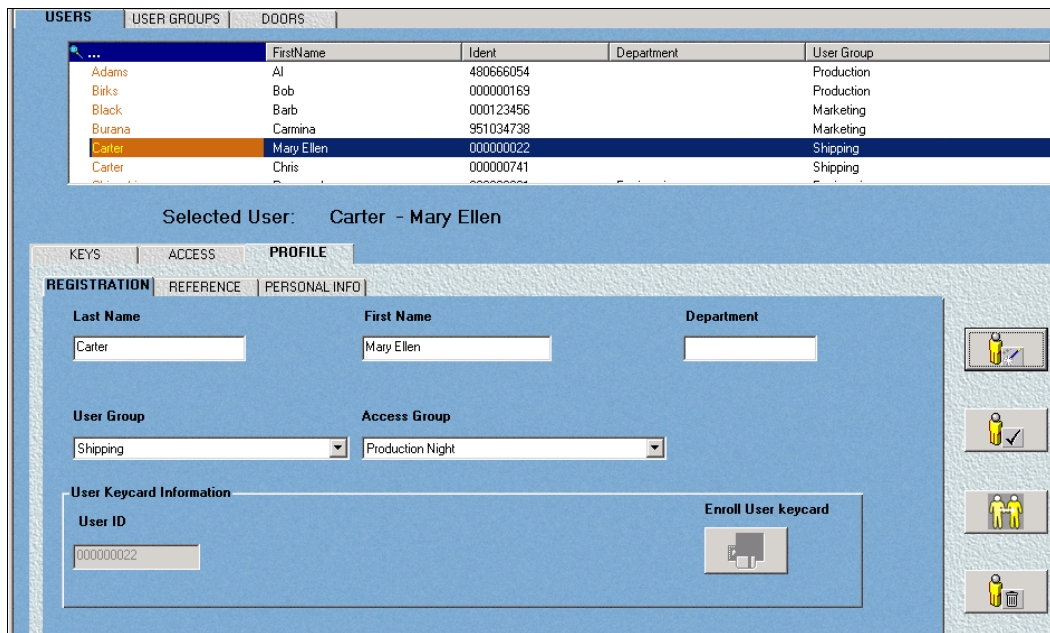 USERS USER GROUPS DOORS
... FirstName Ident Department User Group
Adams Al 480666054 Production
Birks Bob 000000169 Production
Black Barb 000123456 Marketing
Burana Carmina 951034738 Marketing
Carter Mary Ellen 000000022 Shipping
Carter Chris 000000741 Shipping
Selected User: Carter - Mary Ellen
KEYS ACCESS PROFILE
REGISTRATION REFERENCE PERSONAL INFO
Last Name First Name Department
Carter Mary Ellen
User Group Access Group
Shipping Production Night
User Keycard Information
Enroll User keycard
User ID
000000022